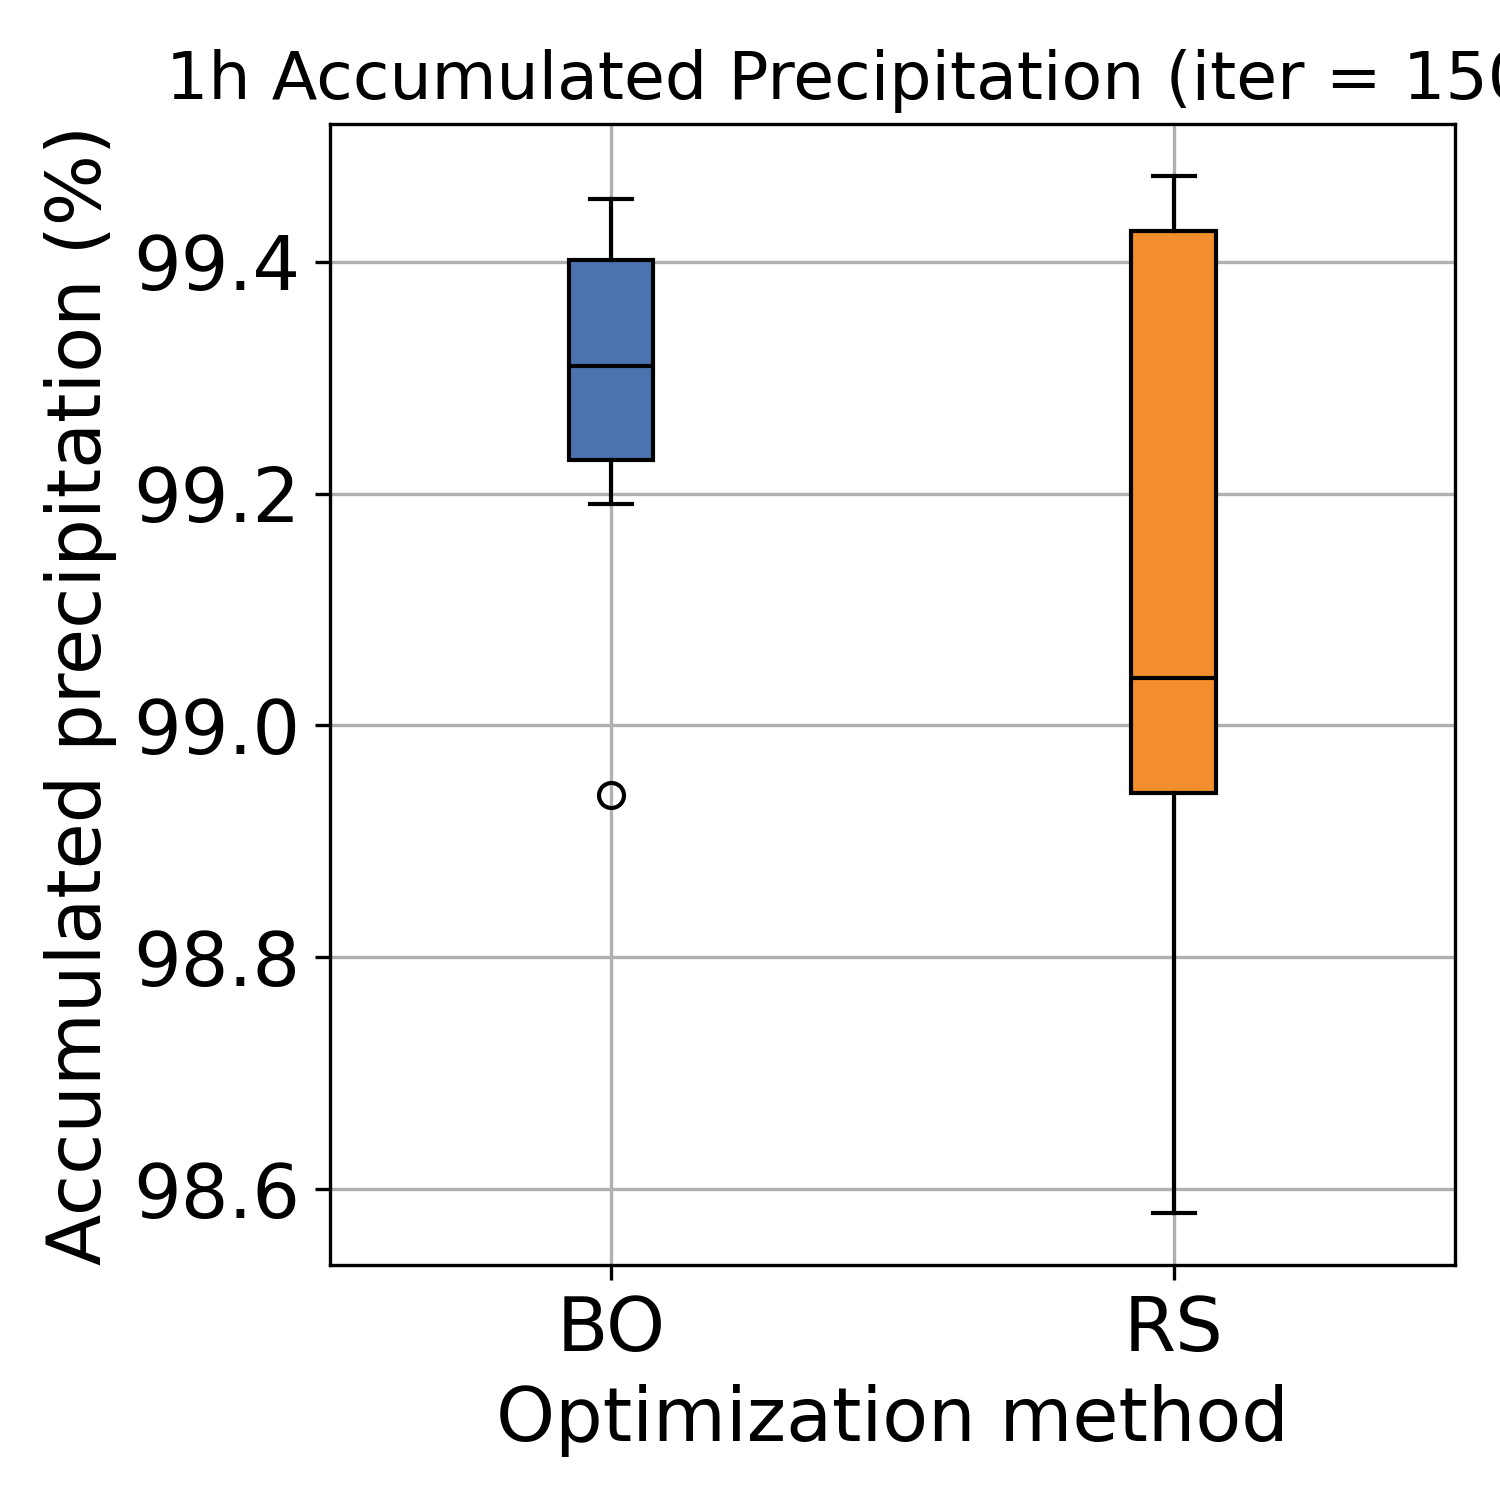 1h Accumulated Precipitation (iter = 150
Accumulated precipitation (%)
99.4
99.2
99.0
98.8
98.6
BO
RS
Optimization method